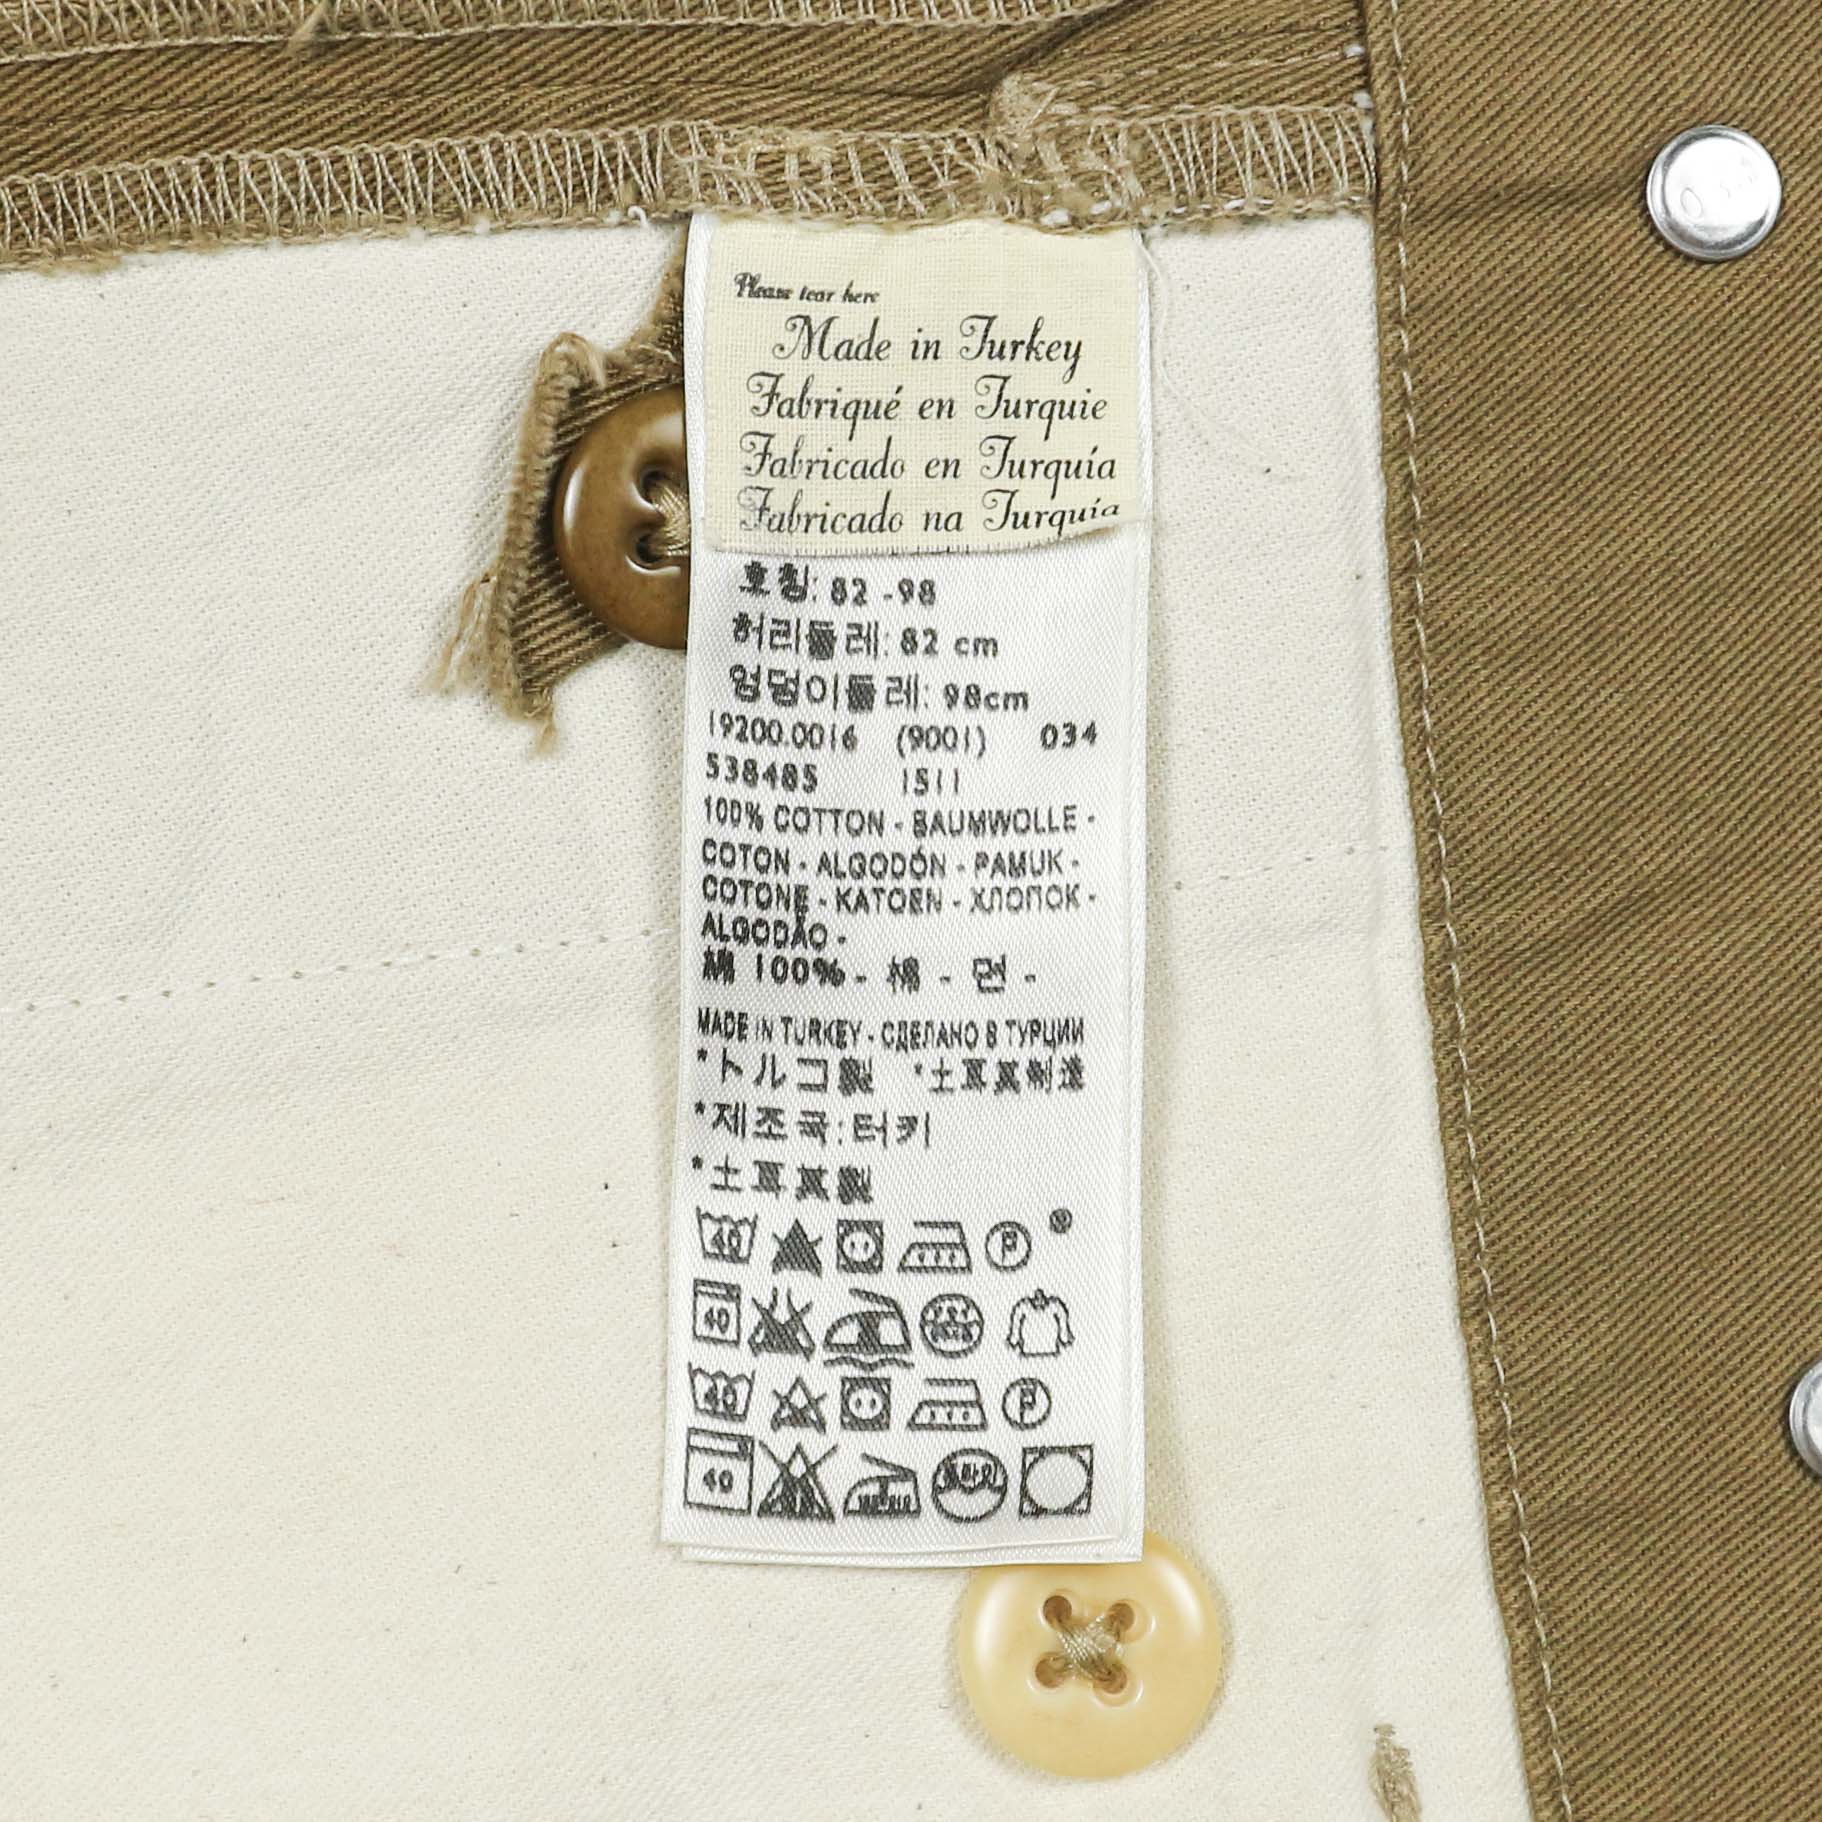 Please tear here
Made in Turkey
Fabriqué en Turquie
Fabricado en Turquía
Fabricado na Turquía
호칭: 82 -98
허리둘레: 82 cm
엉덩이둘레: 98cm
19200.0016 (9001) 034
538485 1511
100% COTTON - BAUMWOLLE -
COTON - ALGODÓN - PAMUK -
COTONE - KATOEN - ХЛОПОК -
ALGODÃO -
綿 100% - 棉 - 면 -
MADE IN TURKEY - СДЕЛАНО В ТУРЦИИ
*トルコ製 *土耳其制造
*제조국:터키
*土耳其製
40 P ®
40
40 P
40 드라이